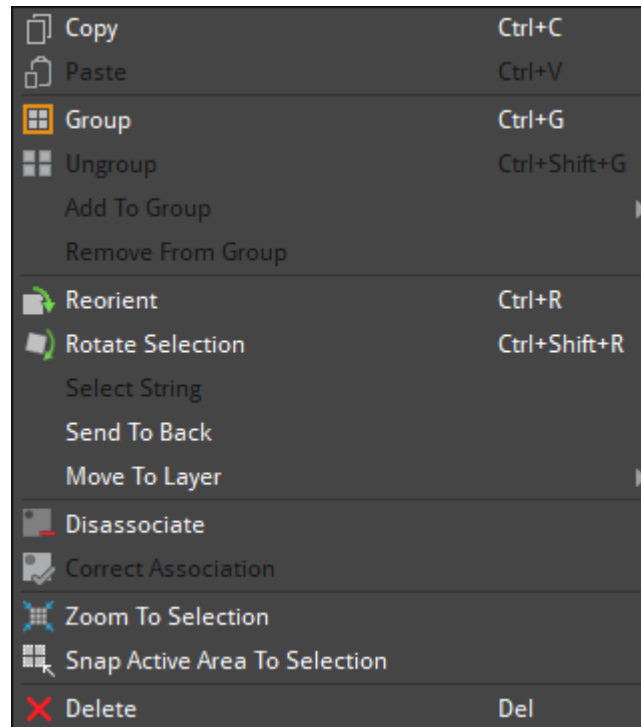 Copy Ctrl+C
Paste Ctrl+V
Group Ctrl+G
Ungroup Ctrl+Shift+G
Add To Group
Remove From Group
Reorient Ctrl+R
Rotate Selection Ctrl+Shift+R
Select String
Send To Back
Move To Layer
Disassociate
Correct Association
Zoom To Selection
Snap Active Area To Selection
Delete Del